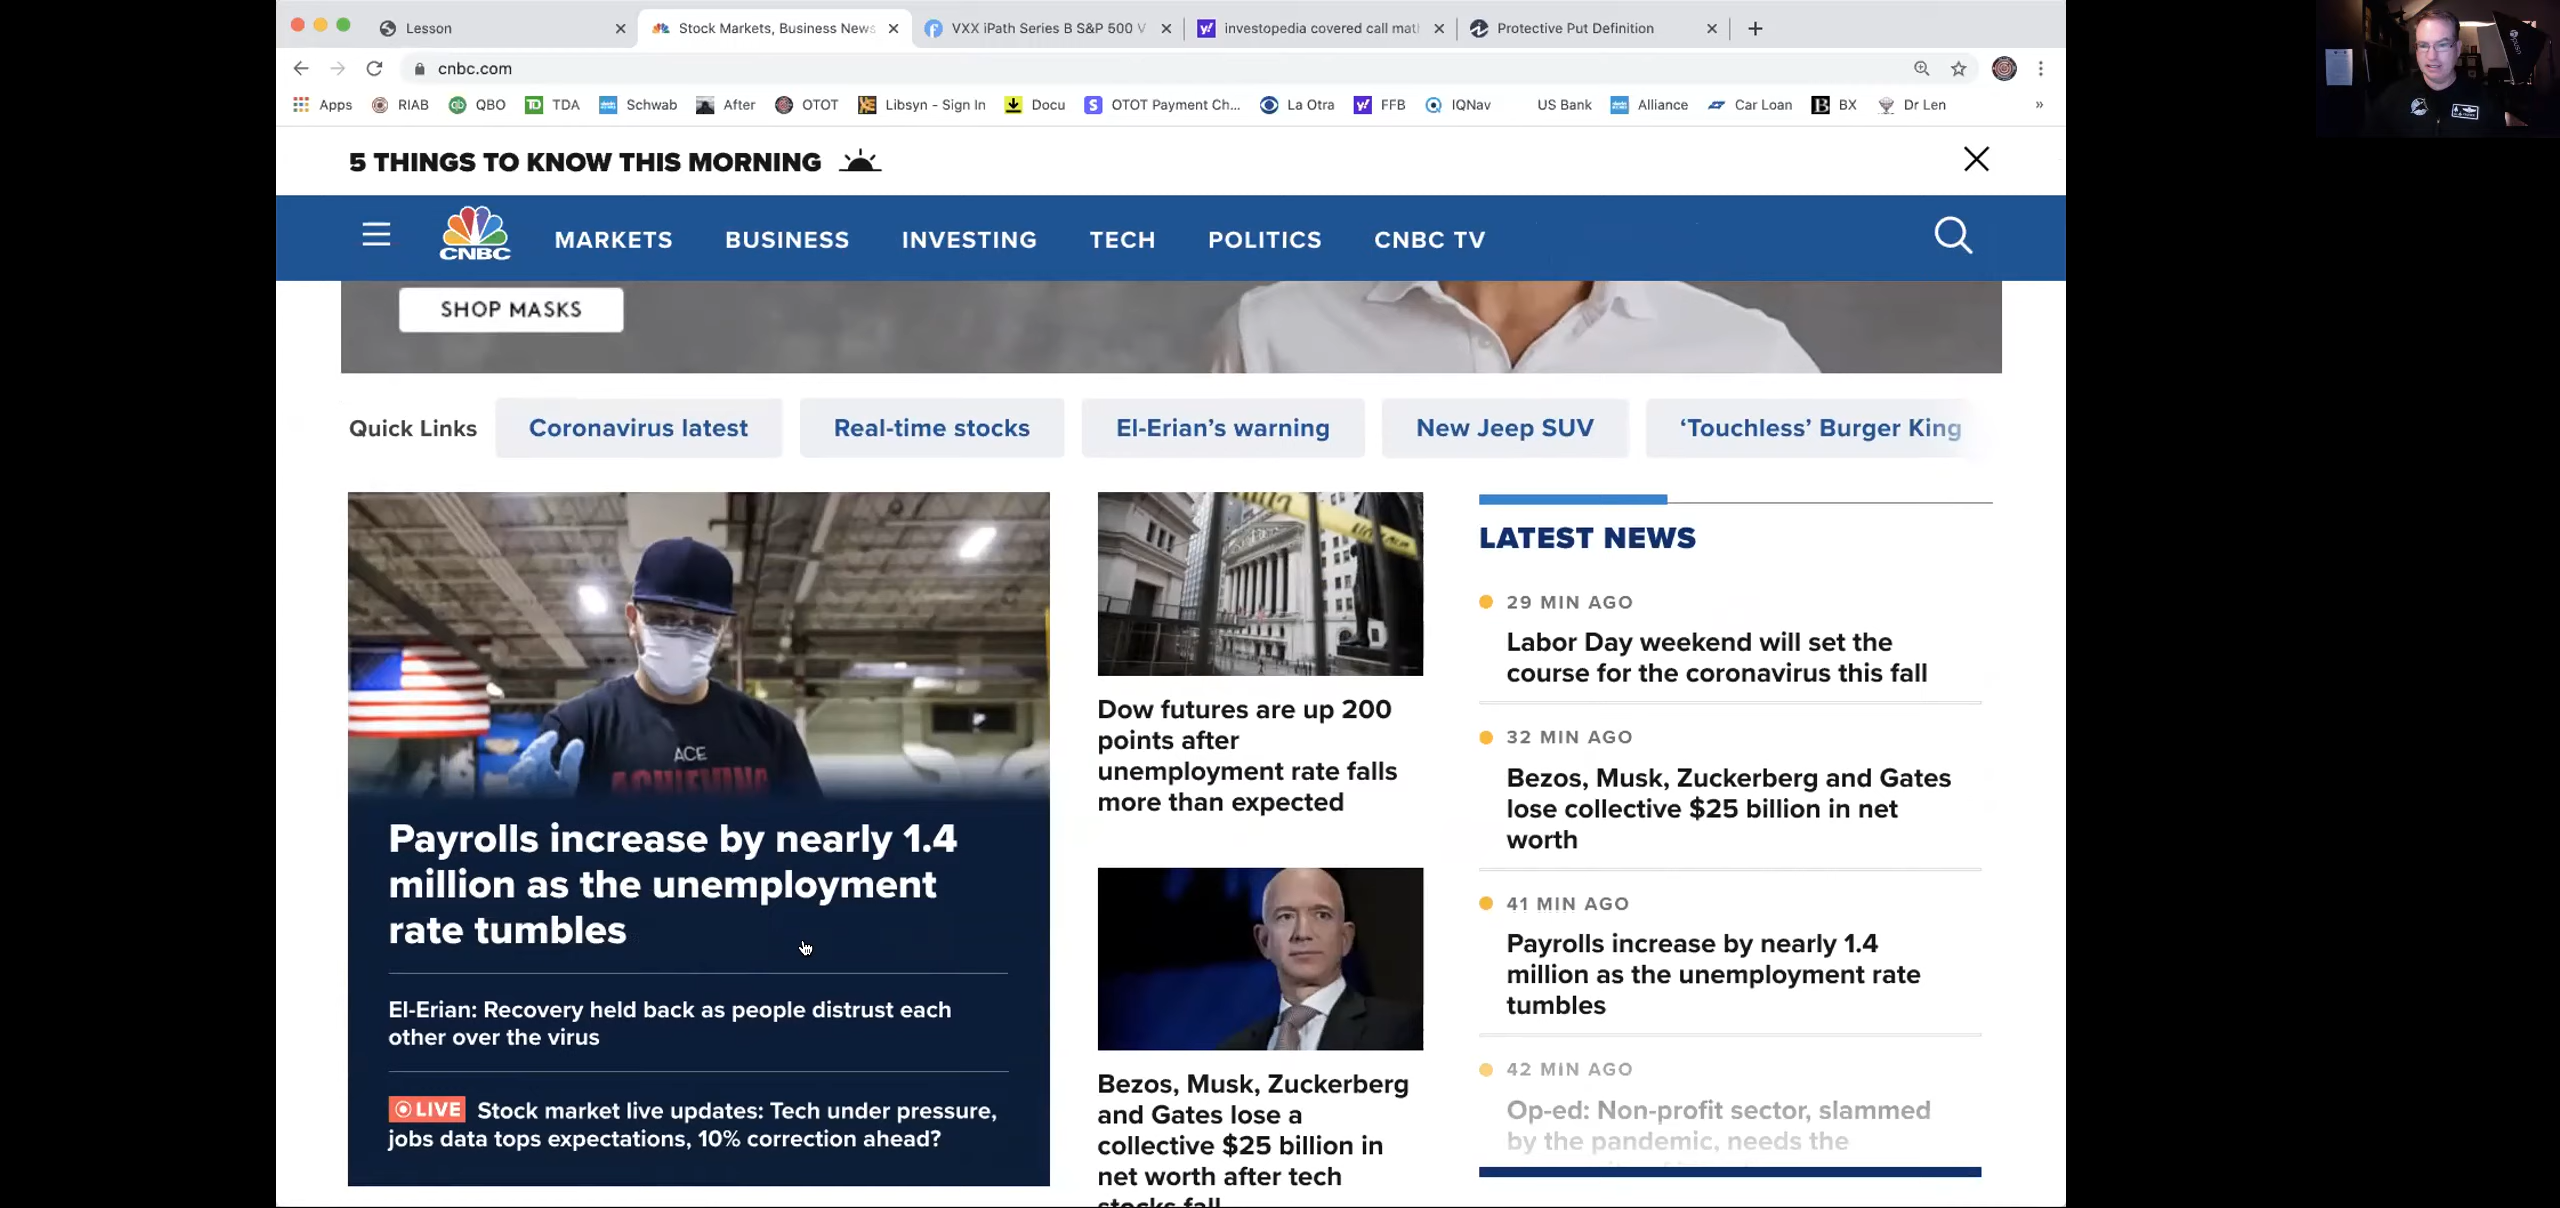 Lesson
Stock Markets, Business News
VXX iPath Series B S&P 500 V
investopedia covered call mat
Protective Put Definition
cnbc.com
Apps
RIAB
QBO
TDA
Schwab
After
OTOT
Libsyn - Sign In
Docu
OTOT Payment Ch...
La Otra
FFB
IQNav
US Bank
Alliance
Car Loan
BX
Dr Len
»
5 THINGS TO KNOW THIS MORNING
CNBC
MARKETS
BUSINESS
INVESTING
TECH
POLITICS
CNBC TV
SHOP MASKS
Quick Links
Coronavirus latest
Real-time stocks
El-Erian’s warning
New Jeep SUV
‘Touchless’ Burger King
ACE
ACHIEVING
Payrolls increase by nearly 1.4
million as the unemployment
rate tumbles
El-Erian: Recovery held back as people distrust each
other over the virus
LIVE Stock market live updates: Tech under pressure,
jobs data tops expectations, 10% correction ahead?
Dow futures are up 200
points after
unemployment rate falls
more than expected
Bezos, Musk, Zuckerberg
and Gates lose a
collective $25 billion in
net worth after tech
stocks fall
LATEST NEWS
29 MIN AGO
Labor Day weekend will set the
course for the coronavirus this fall
32 MIN AGO
Bezos, Musk, Zuckerberg and Gates
lose collective $25 billion in net
worth
41 MIN AGO
Payrolls increase by nearly 1.4
million as the unemployment rate
tumbles
42 MIN AGO
Op-ed: Non-profit sector, slammed
by the pandemic, needs the